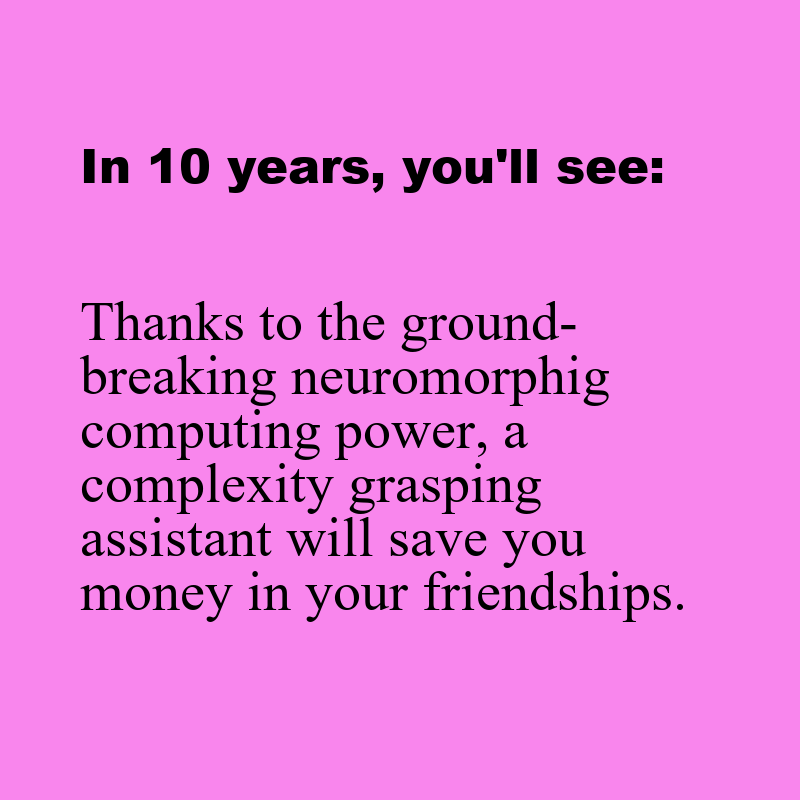 In 10 years, you'll see:
Thanks to the ground-
breaking neuromorphig
computing power, a
complexity grasping
assistant will save you
money in your friendships.